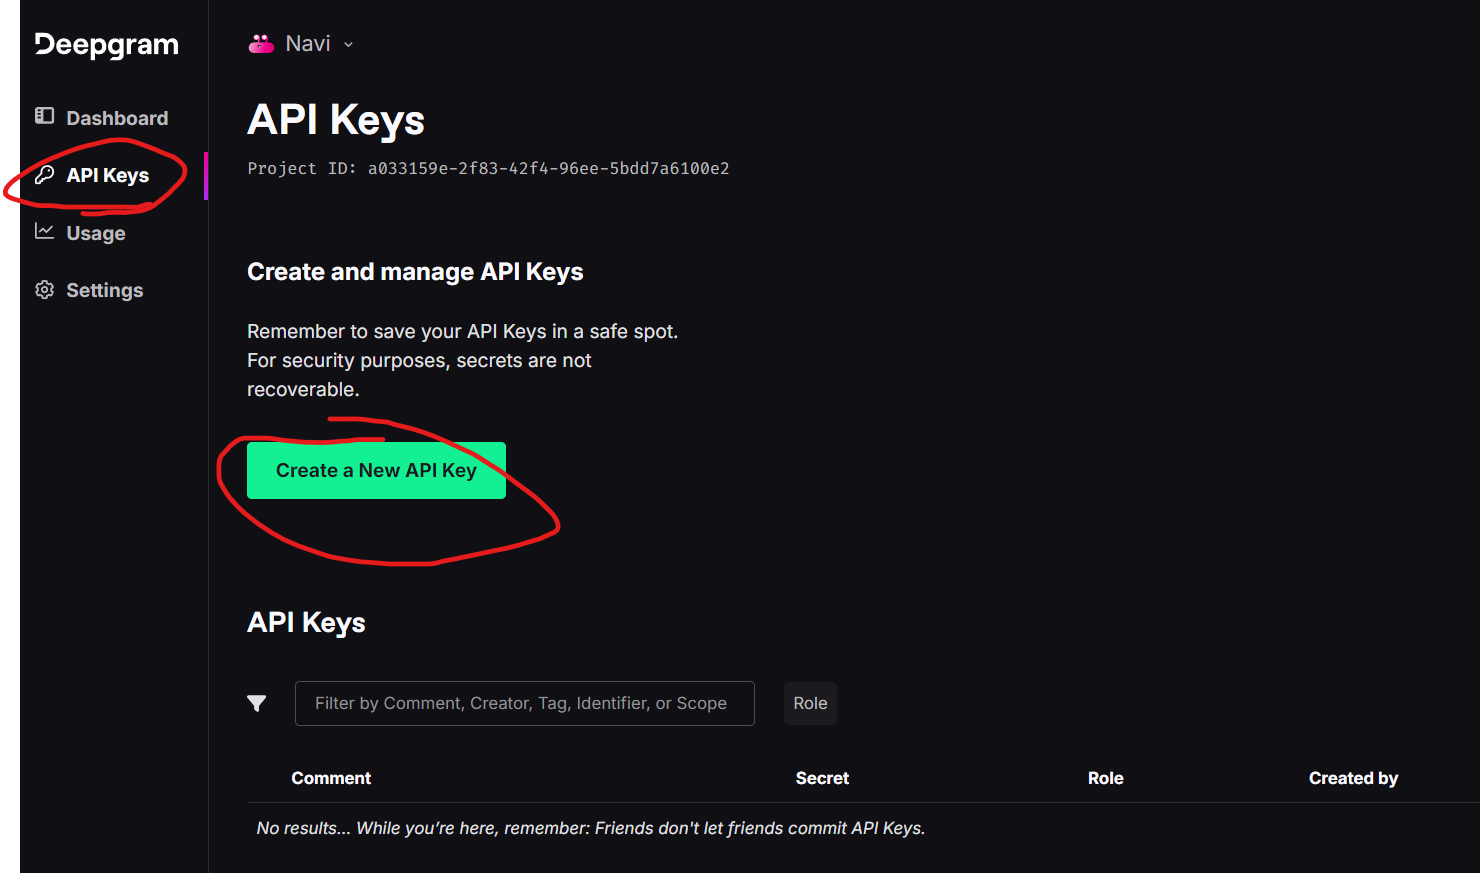 Deepgram
Navi
Dashboard
API Keys
Usage
Settings
API Keys
Project ID: a033159e-2f83-42f4-96ee-5bdd7a6100e2
Create and manage API Keys
Remember to save your API Keys in a safe spot.
For security purposes, secrets are not
recoverable.
Create a New API Key
API Keys
Filter by Comment, Creator, Tag, Identifier, or Scope
Role
Comment Secret Role Created by
No results... While you’re here, remember: Friends don't let friends commit API Keys.